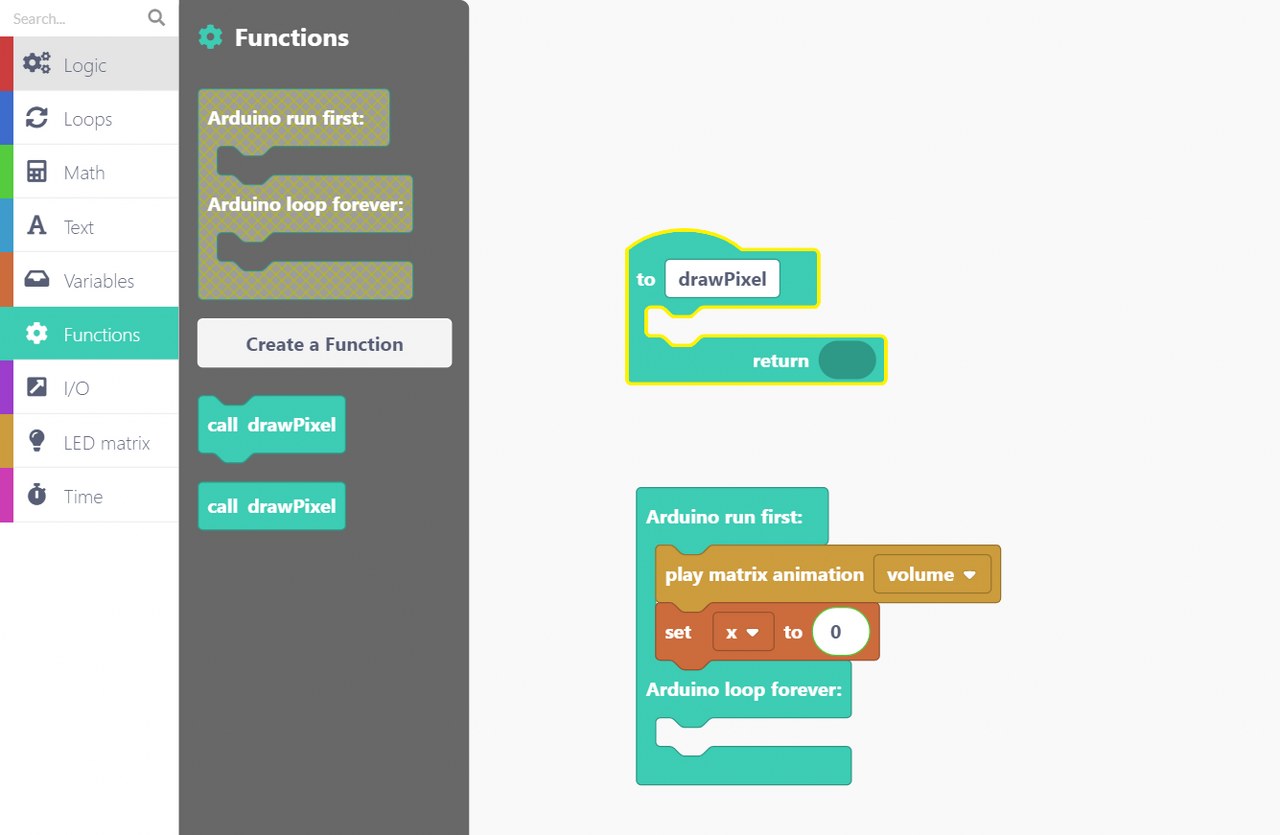 Search...
Logic
Loops
Math
Text
Variables
Functions
I/O
LED matrix
Time
Functions
Arduino run first:
Arduino loop forever:
Create a Function
call drawPixel
call drawPixel
to drawPixel
return
Arduino run first:
play matrix animation volume
set x to 0
Arduino loop forever: